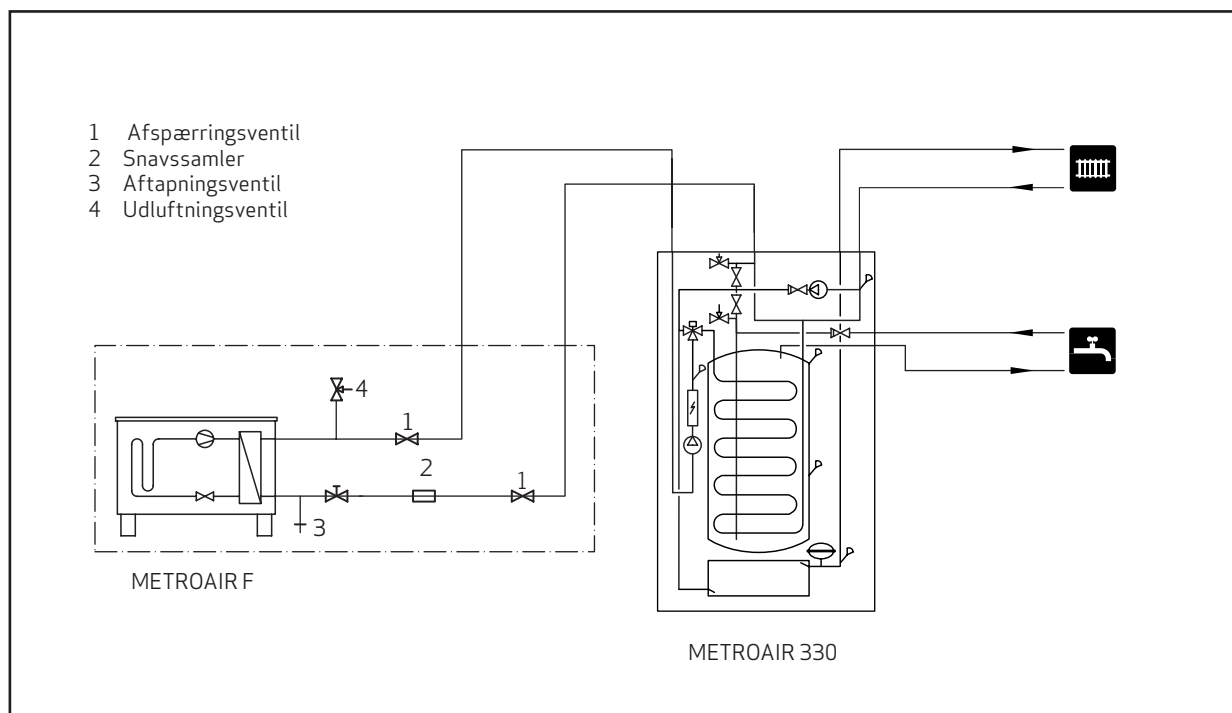 1 Afspærringsventil
2 Snavssamler
3 Aftapningsventil
4 Udluftningsventil
4
1
2
1
3
METROAIR F
METROAIR 330